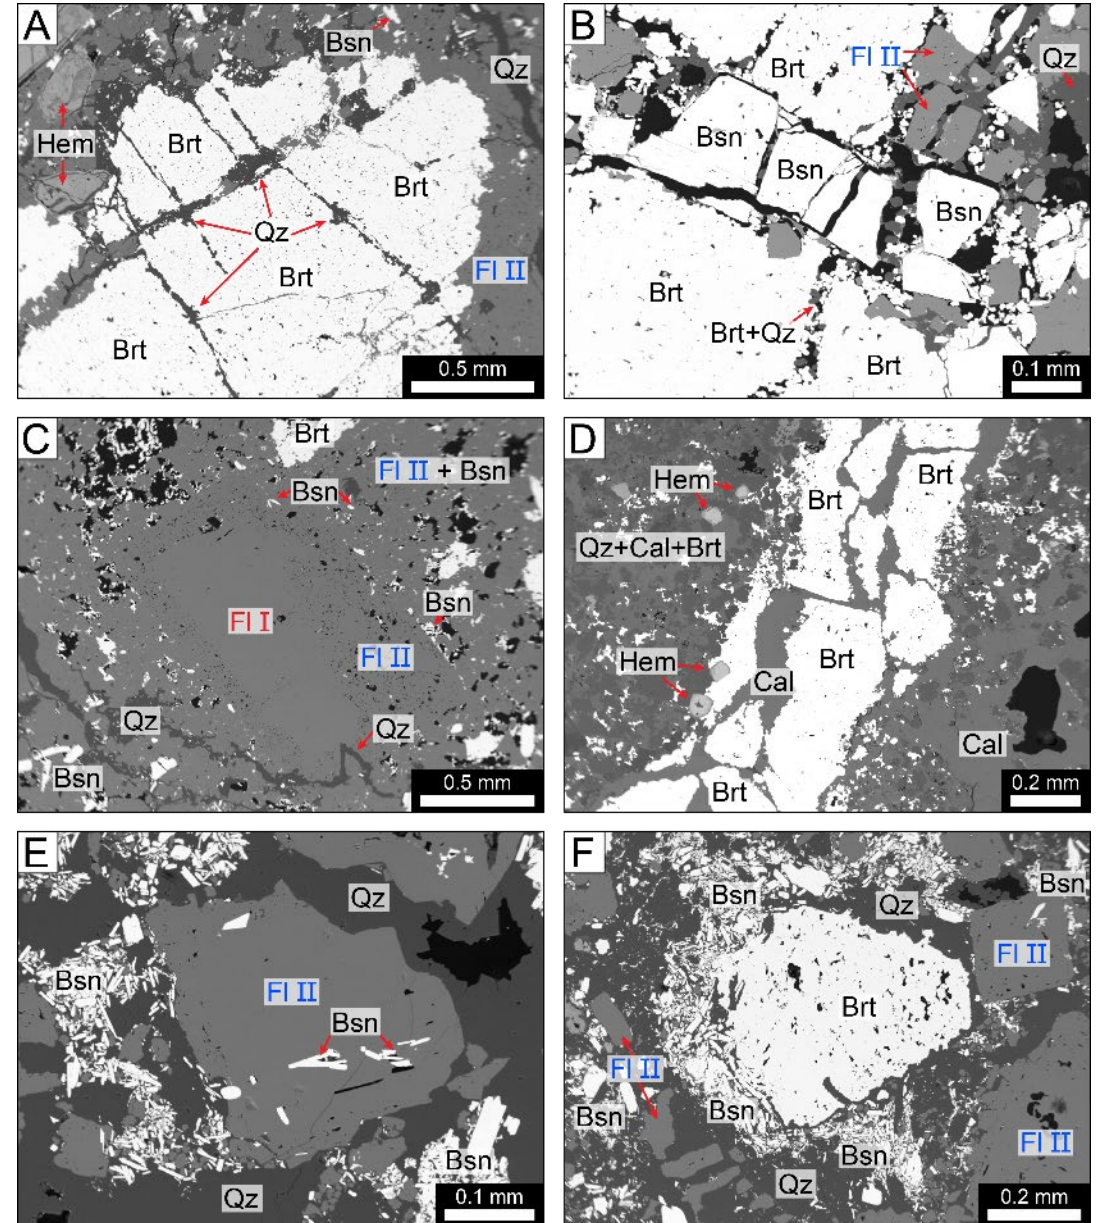 A
Bsn
Qz
Hem
Brt
Brt
Qz
Brt
Fl II
Brt
0.5 mm
B
Brt
Fl II
Qz
Bsn
Bsn
Bsn
Brt
Brt+Qz
Brt
0.1 mm
C
Brt
Fl II + Bsn
Bsn
Bsn
Fl I
Fl II
Qz
Qz
Bsn
0.5 mm
D
Brt
Hem
Brt
Qz+Cal+Brt
Hem
Brt
Cal
Cal
Brt
0.2 mm
E
Qz
Bsn
Fl II
Bsn
Bsn
Qz
0.1 mm
F
Bsn
Bsn
Qz
Fl II
Brt
Fl II
Bsn
Bsn
Fl II
Bsn
Qz
0.2 mm